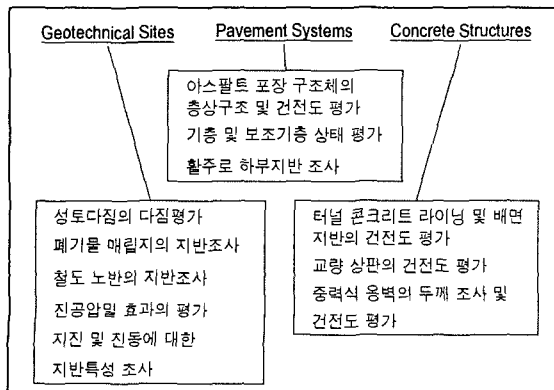 Geotechnical Sites Pavement Systems Concrete Structures
아스팔트 포장 구조체의
층상구조 및 건전도 평가
기층 및 보조기층 상태 평가
활주로 하부지반 조사
성토다짐의 다짐평가
폐기물 매립지의 지반조사
철도 노반의 지반조사
진공압밀 효과의 평가
지진 및 진동에 대한
지반특성 조사
터널 콘크리트 라이닝 및 배면
지반의 건전도 평가
교량 상판의 건전도 평가
중력식 옹벽의 두께 조사 및
건전도 평가